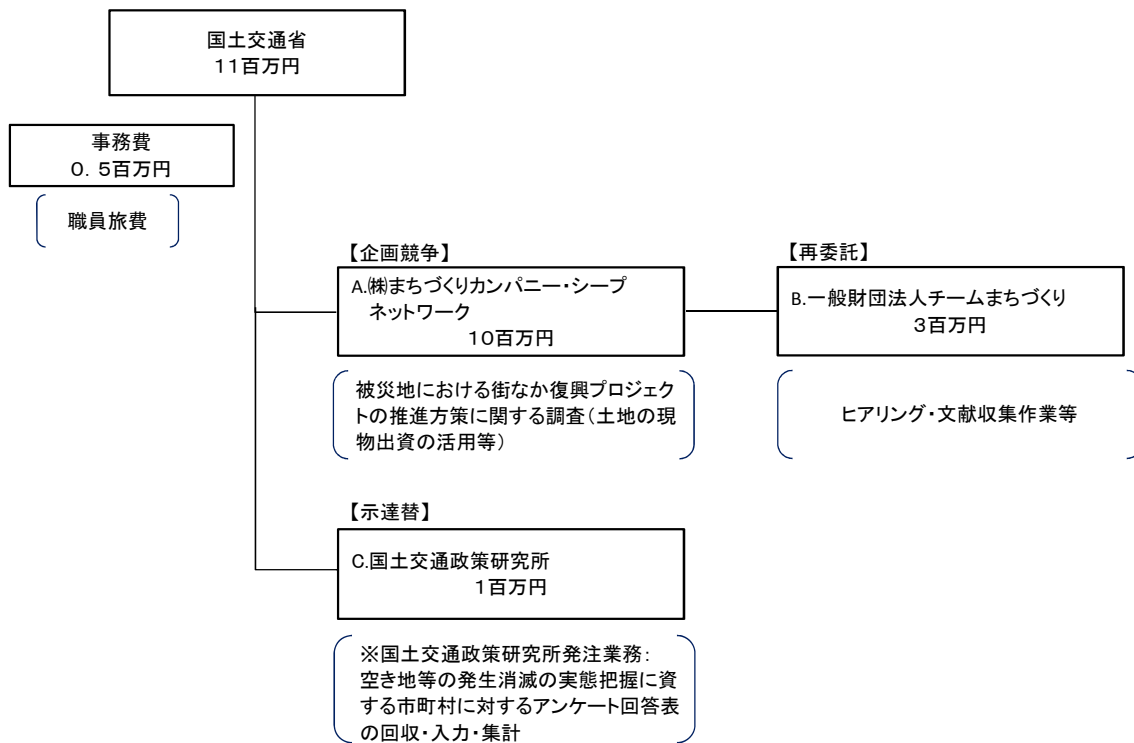 国土交通省
11百万円
事務費
0.5百万円
職員旅費
【企画競争】
A.㈱まちづくりカンパニー・シープ
ネットワーク
10百万円
【再委託】
B.一般財団法人チームまちづくり
3百万円
被災地における街なか復興プロジェク
トの推進方策に関する調査(土地の現
物出資の活用等)
ヒアリング・文献収集作業等
【示達替】
C.国土交通政策研究所
1百万円
※国土交通政策研究所発注業務:
空き地等の発生消滅の実態把握に資
する市町村に対するアンケート回答表
の回収・入力・集計